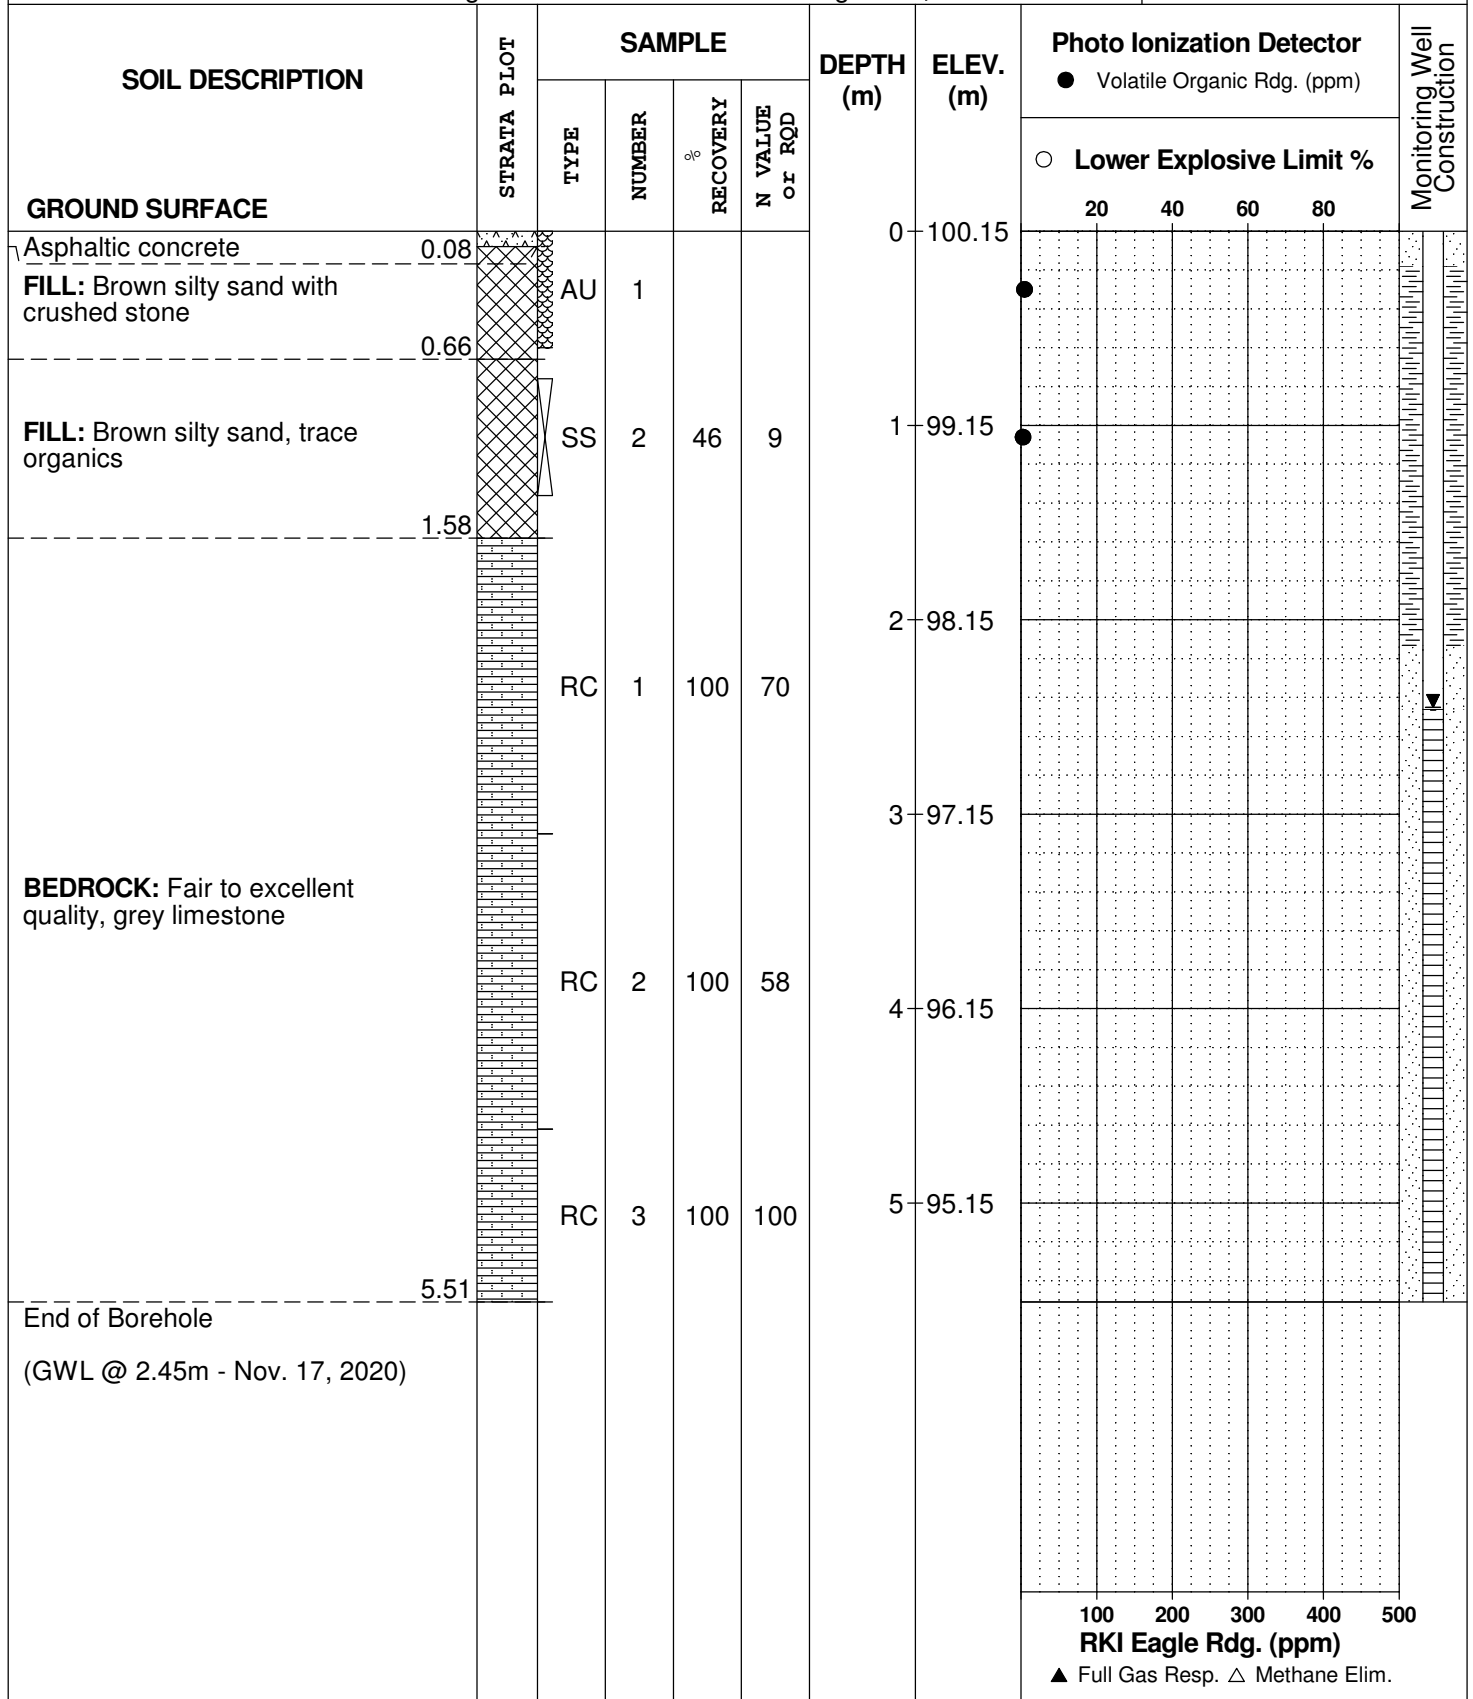 SOIL DESCRIPTION
GROUND SURFACE
STRATA PLOT
SAMPLE
TYPE
NUMBER
% RECOVERY
N VALUE or RQD
DEPTH (m)
ELEV. (m)
Photo Ionization Detector
● Volatile Organic Rdg. (ppm)
○ Lower Explosive Limit %
20 40 60 80
Monitoring Well Construction
0 100.15
Asphaltic concrete 0.08
FILL: Brown silty sand with
crushed stone
0.66
AU 1
FILL: Brown silty sand, trace
organics
1.58
SS 2 46 9
1 99.15
2 98.15
RC 1 100 70
3 97.15
BEDROCK: Fair to excellent
quality, grey limestone
RC 2 100 58
4 96.15
RC 3 100 100
5 95.15
5.51
End of Borehole
(GWL @ 2.45m - Nov. 17, 2020)
100 200 300 400 500
RKI Eagle Rdg. (ppm)
▲ Full Gas Resp. △ Methane Elim.